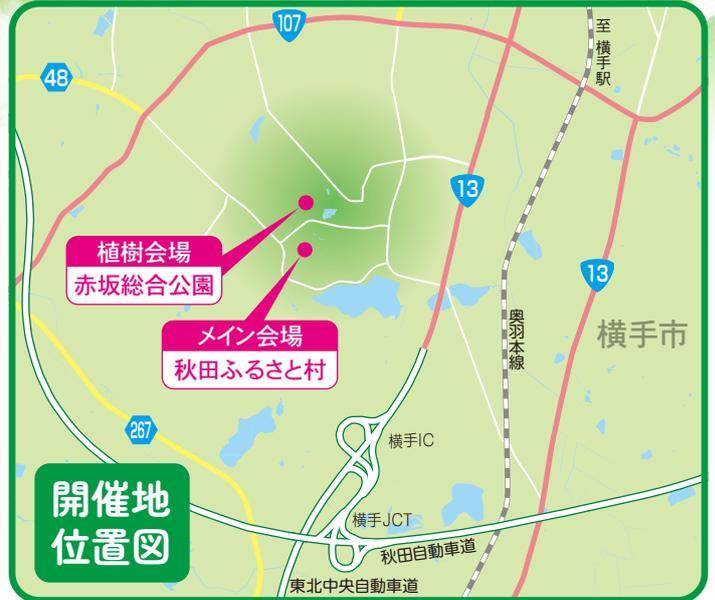 107
至 横手駅
48
13
植樹会場
赤坂総合公園
13
メイン会場
秋田ふるさと村
奥羽本線
横手市
267
横手IC
開催地
位置図
横手JCT
秋田自動車道
東北中央自動車道